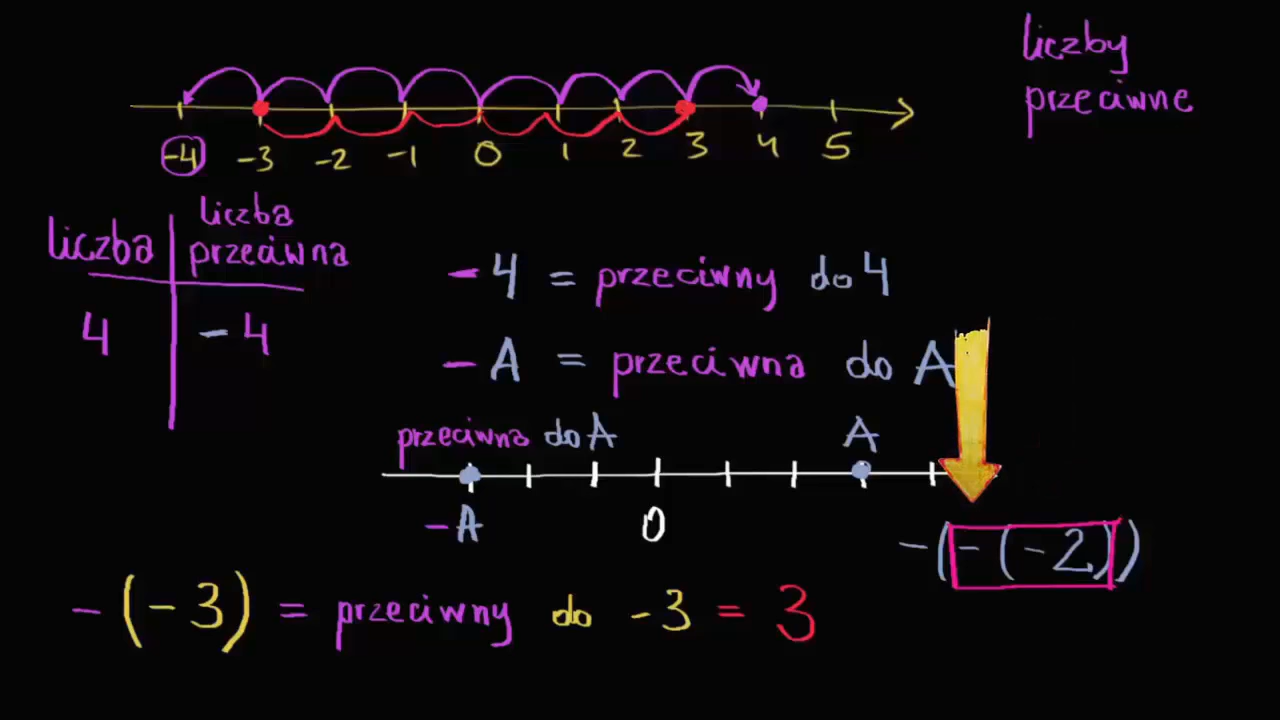 liczby
przeciwne
-4 -3 -2 -1 0 1 2 3 4 5
liczba
liczba przeciwna
4 -4
-4 = przeciwny do 4
-A = przeciwna do A
przeciwna do A A
-A 0
-(-(-2))
-(-3) = przeciwny do -3 = 3